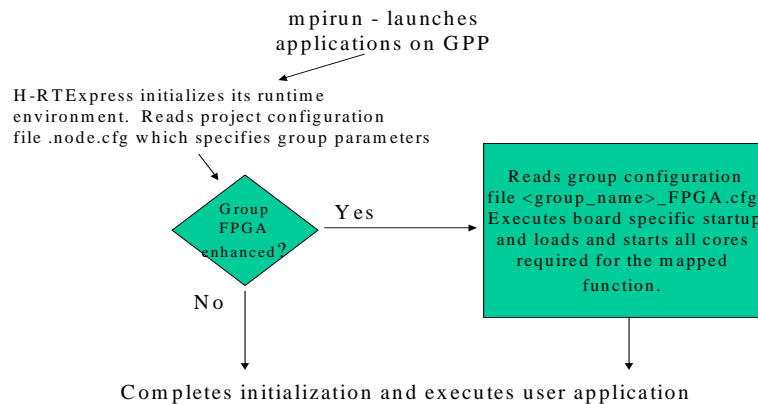 mpirun - launches
applications on GPP
H-RTExpress initializes its runtime
environment. Reads project configuration
file .node.cfg which specifies group parameters
Group
FPGA
enhanced?
Yes
Reads group configuration
file <group_name>_FPGA.cfg
Executes board specific startup
and loads and starts all cores
required for the mapped
function.
No
Completes initialization and executes user application